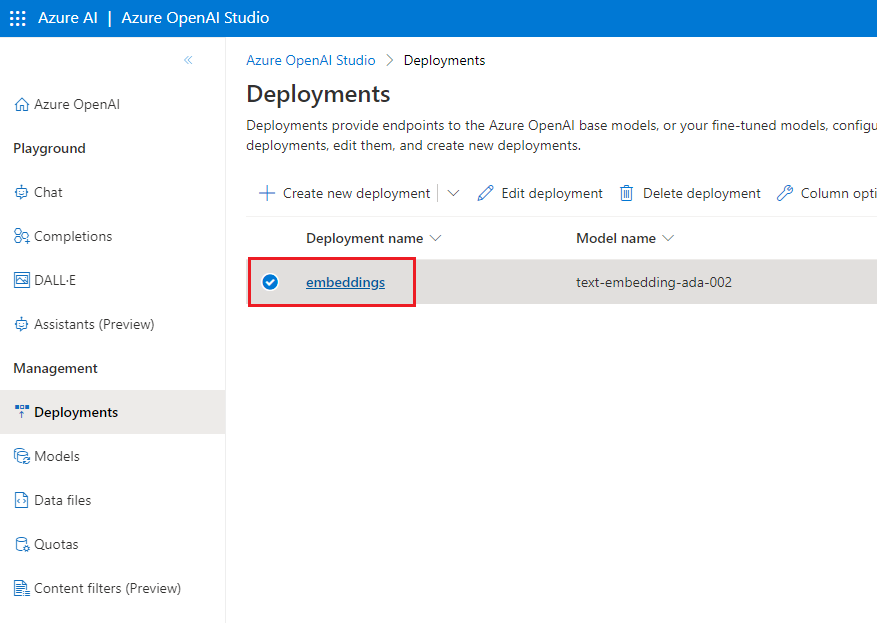 Azure AI | Azure OpenAI Studio
Azure OpenAI
Playground
Chat
Completions
DALL·E
Assistants (Preview)
Management
Deployments
Models
Data files
Quotas
Content filters (Preview)
Azure OpenAI Studio > Deployments
Deployments
Deployments provide endpoints to the Azure OpenAI base models, or your fine-tuned models, configu
deployments, edit them, and create new deployments.
Create new deployment | Edit deployment Delete deployment Column opti
Deployment name Model name
embeddings text-embedding-ada-002